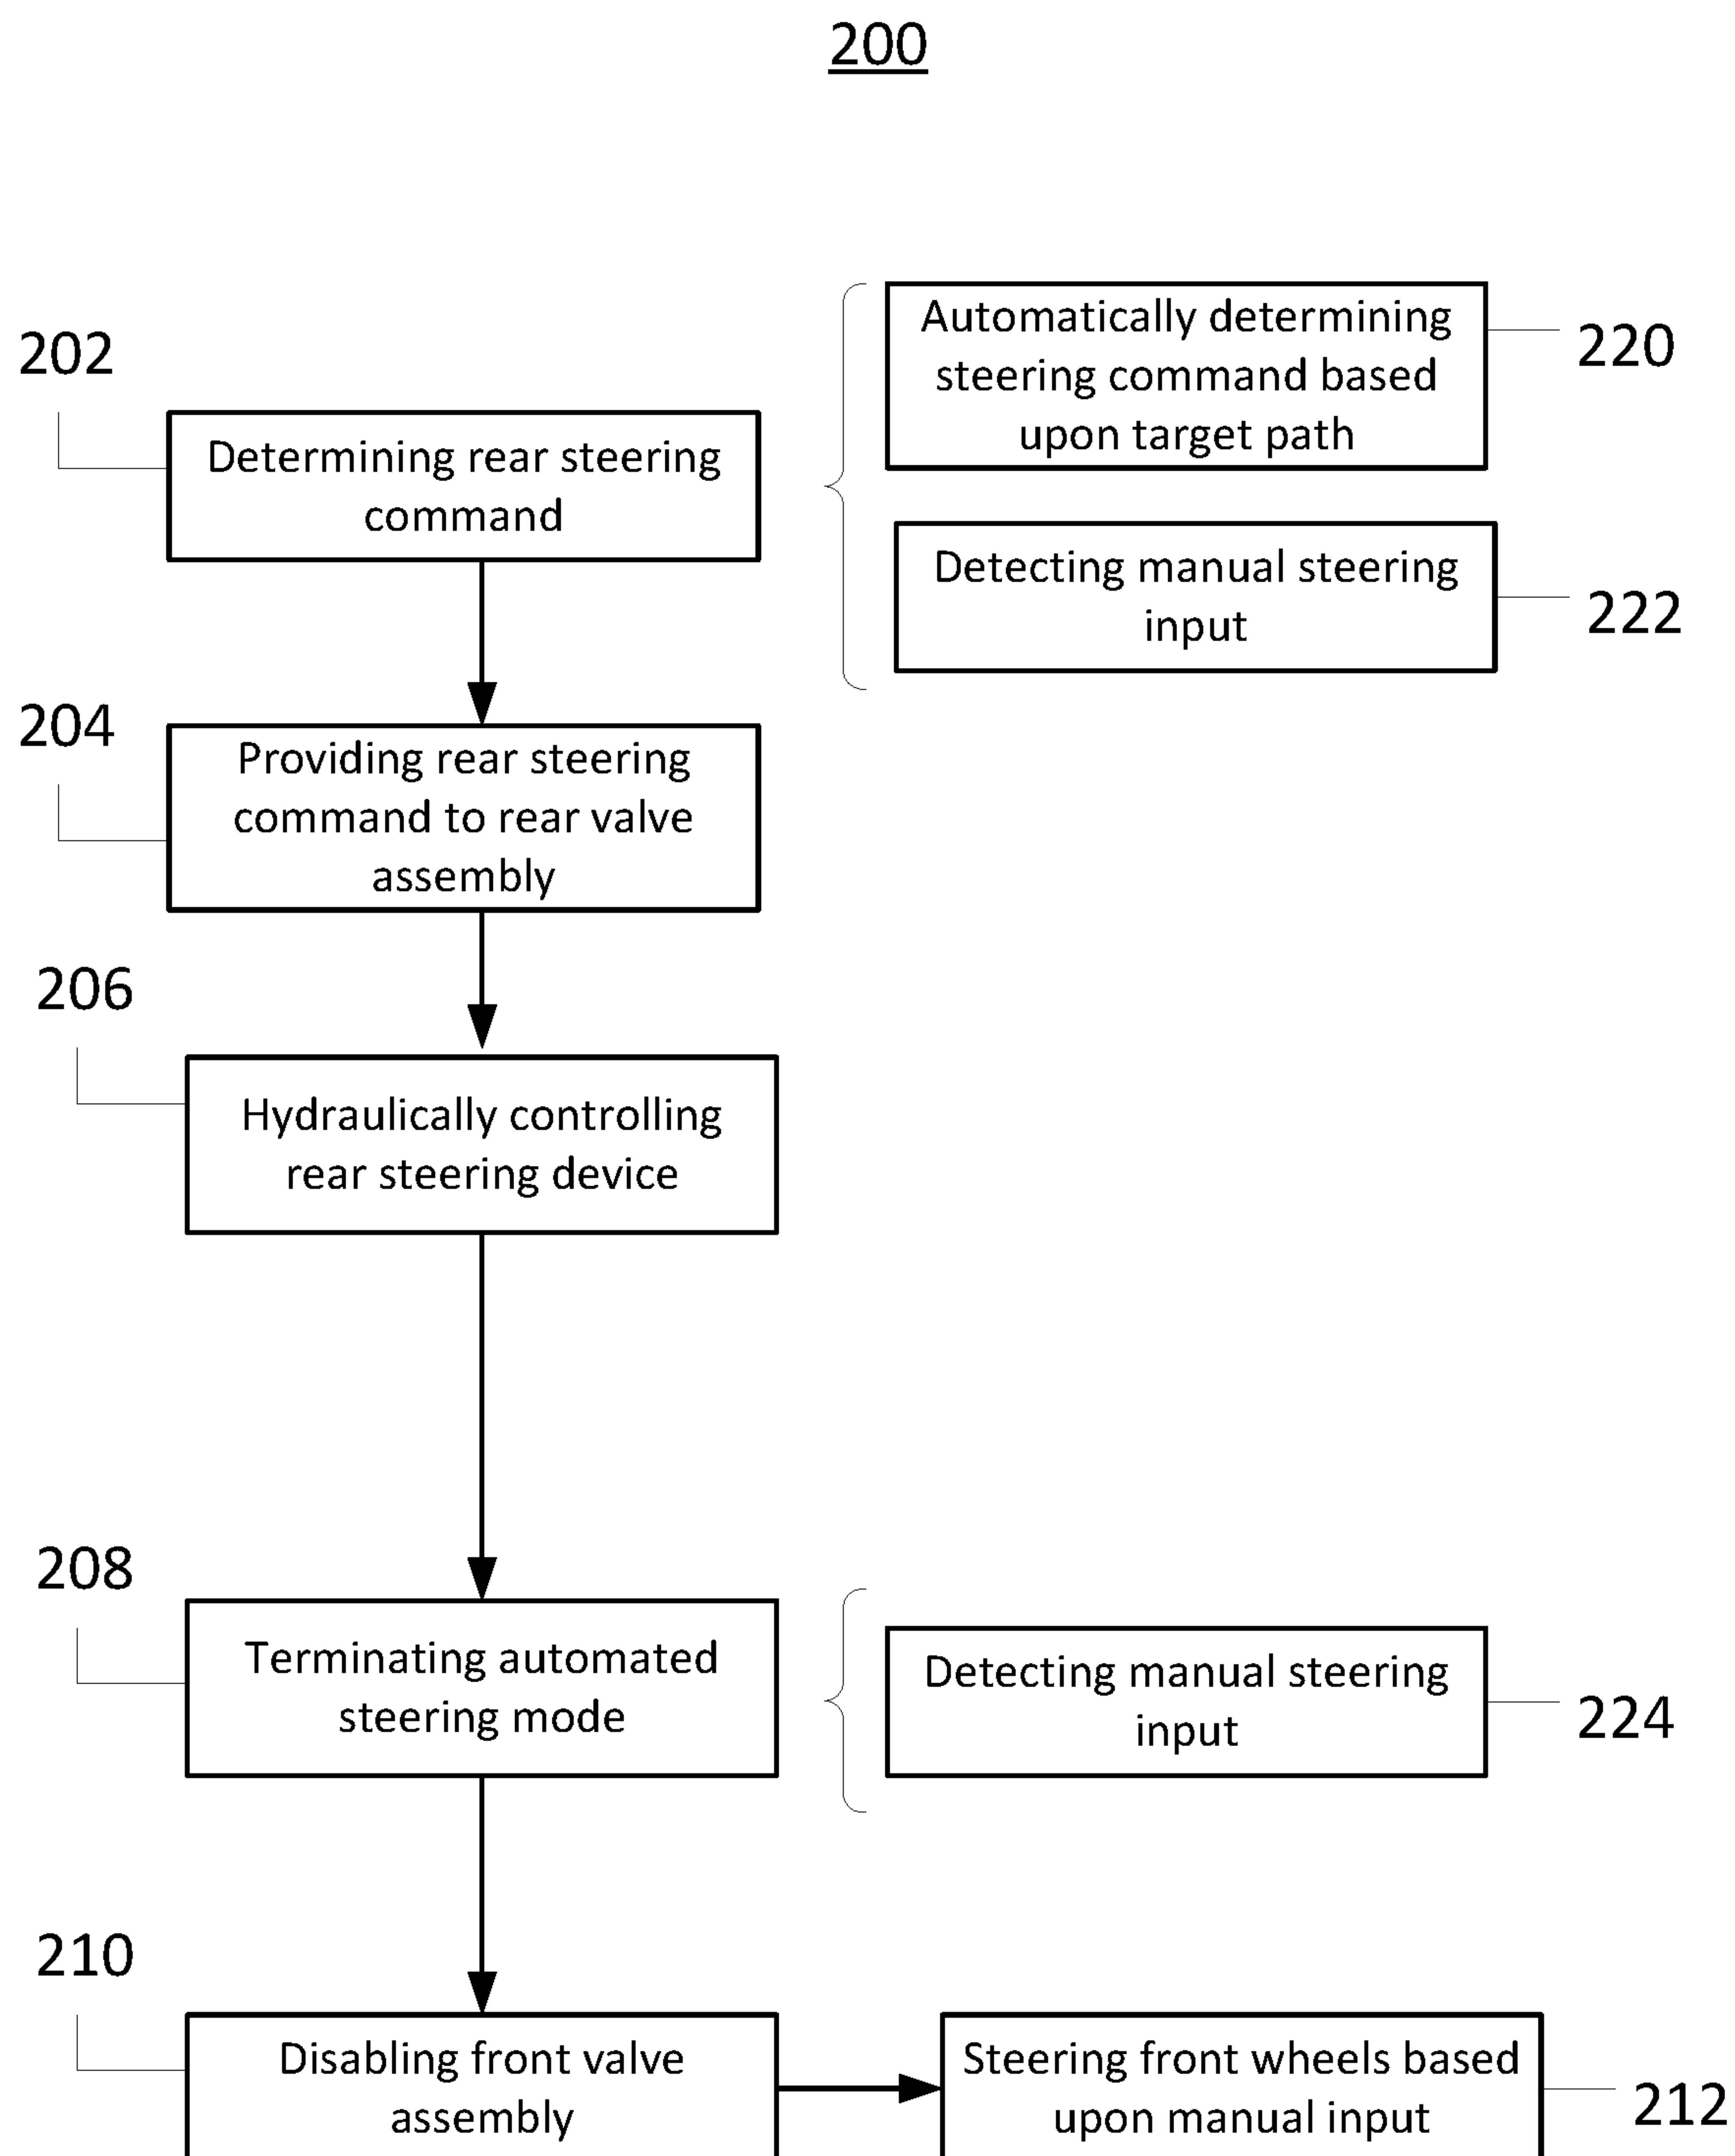 200
202
Determining rear steering
command
Automatically determining
steering command based
upon target path
220
Detecting manual steering
input
222
204
Providing rear steering
command to rear valve
assembly
206
Hydraulically controlling
rear steering device
208
Terminating automated
steering mode
Detecting manual steering
input
224
210
Disabling front valve
assembly
Steering front wheels based
upon manual input
212